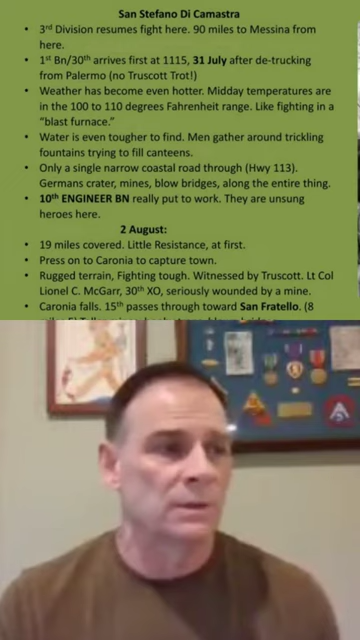 San Stefano Di Camastra
• 3rd Division resumes fight here. 90 miles to Messina from
here.
• 1st Bn/30th arrives first at 1115, 31 July after de-trucking
from Palermo (no Truscott Trot!)
• Weather has become even hotter. Midday temperatures are
in the 100 to 110 degrees Fahrenheit range. Like fighting in a
"blast furnace."
• Water is even tougher to find. Men gather around trickling
fountains trying to fill canteens.
• Only a single narrow coastal road through (Hwy 113).
Germans crater, mines, blow bridges, along the entire thing.
• 10th ENGINEER BN really put to work. They are unsung
heroes here.
2 August:
• 19 miles covered. Little Resistance, at first.
• Press on to Caronia to capture town.
• Rugged terrain, Fighting tough. Witnessed by Truscott. Lt Col
Lionel C. McGarr, 30th XO, seriously wounded by a mine.
• Caronia falls. 15th passes through toward San Fratello. (8